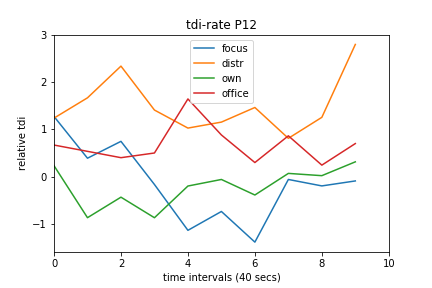 tdi-rate P12
3
2
1
0
−1
relative tdi
focus
distr
own
office
0 2 4 6 8 10
time intervals (40 secs)